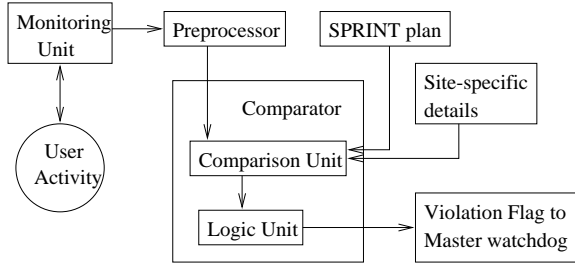 Monitoring
Unit
Preprocessor
SPRINT plan
Site-specific
details
Comparator
User
Activity
Comparison Unit
Logic Unit
Violation Flag to
Master watchdog